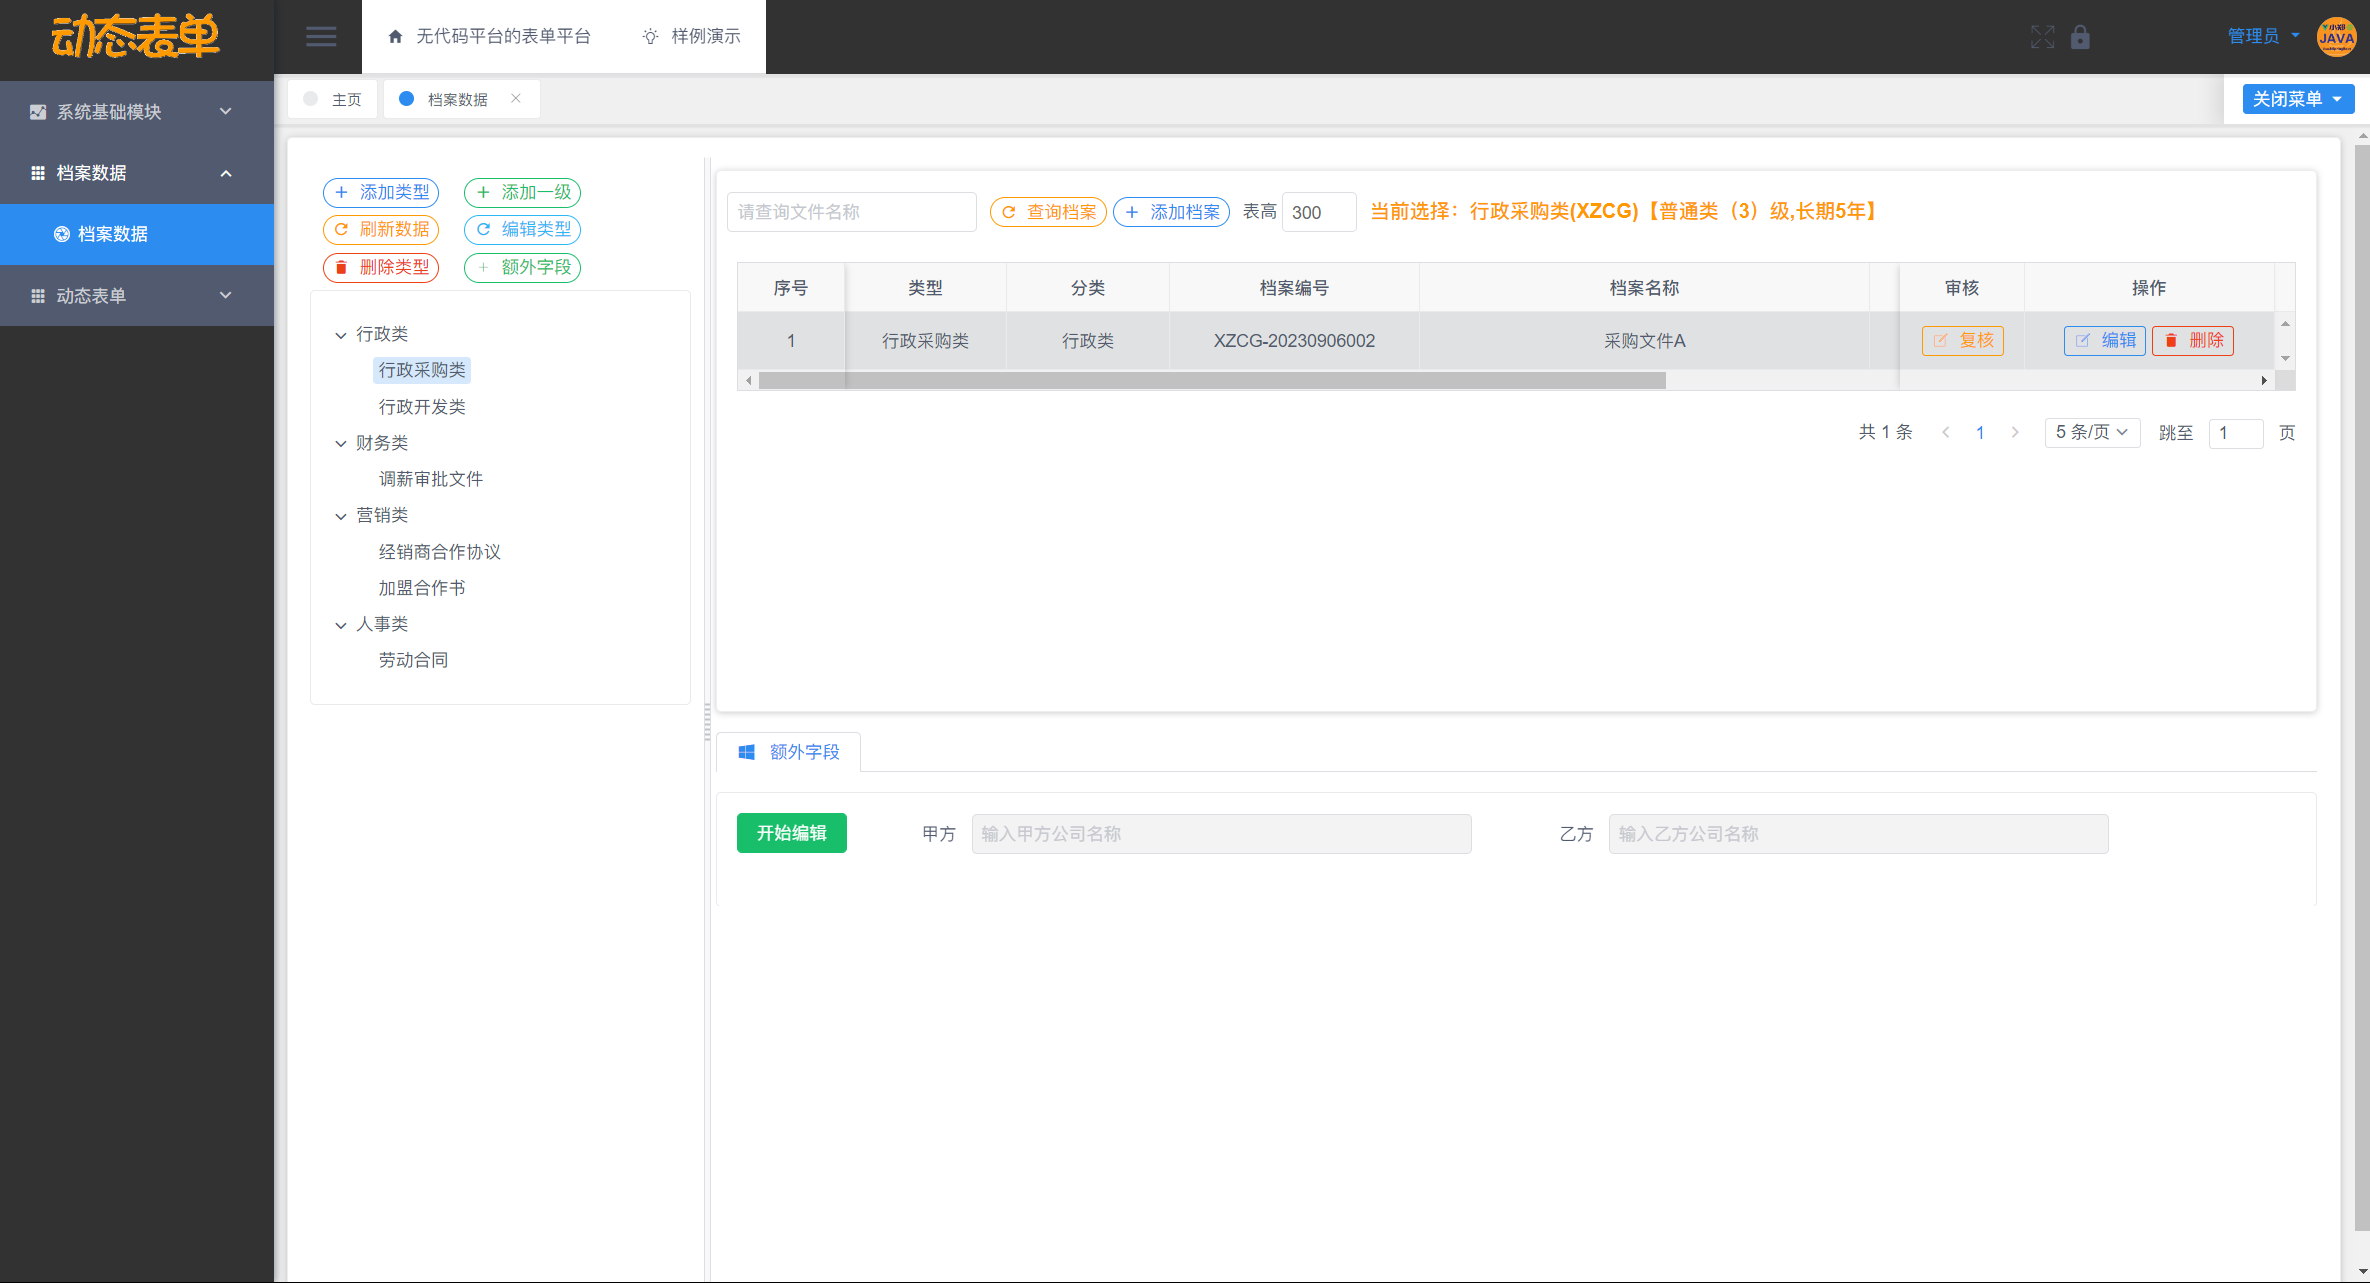 动态表单
无代码平台的表单平台
样例演示
管理员
小郑
JAVA
系统基础模块
档案数据
档案数据
动态表单
主页
档案数据
关闭菜单
添加类型
添加一级
刷新数据
编辑类型
删除类型
额外字段
行政类
行政采购类
行政开发类
财务类
调薪审批文件
营销类
经销商合作协议
加盟合作书
人事类
劳动合同
请查询文件名称 查询档案 添加档案 表高 300 当前选择：行政采购类(XZCG)【普通类（3）级,长期5年】
序号 类型 分类 档案编号 档案名称 审核 操作
1 行政采购类 行政类 XZCG-20230906002 采购文件A 复核 编辑 删除
共 1 条 1 5 条/页 跳至 1 页
额外字段
开始编辑 甲方 输入甲方公司名称 乙方 输入乙方公司名称